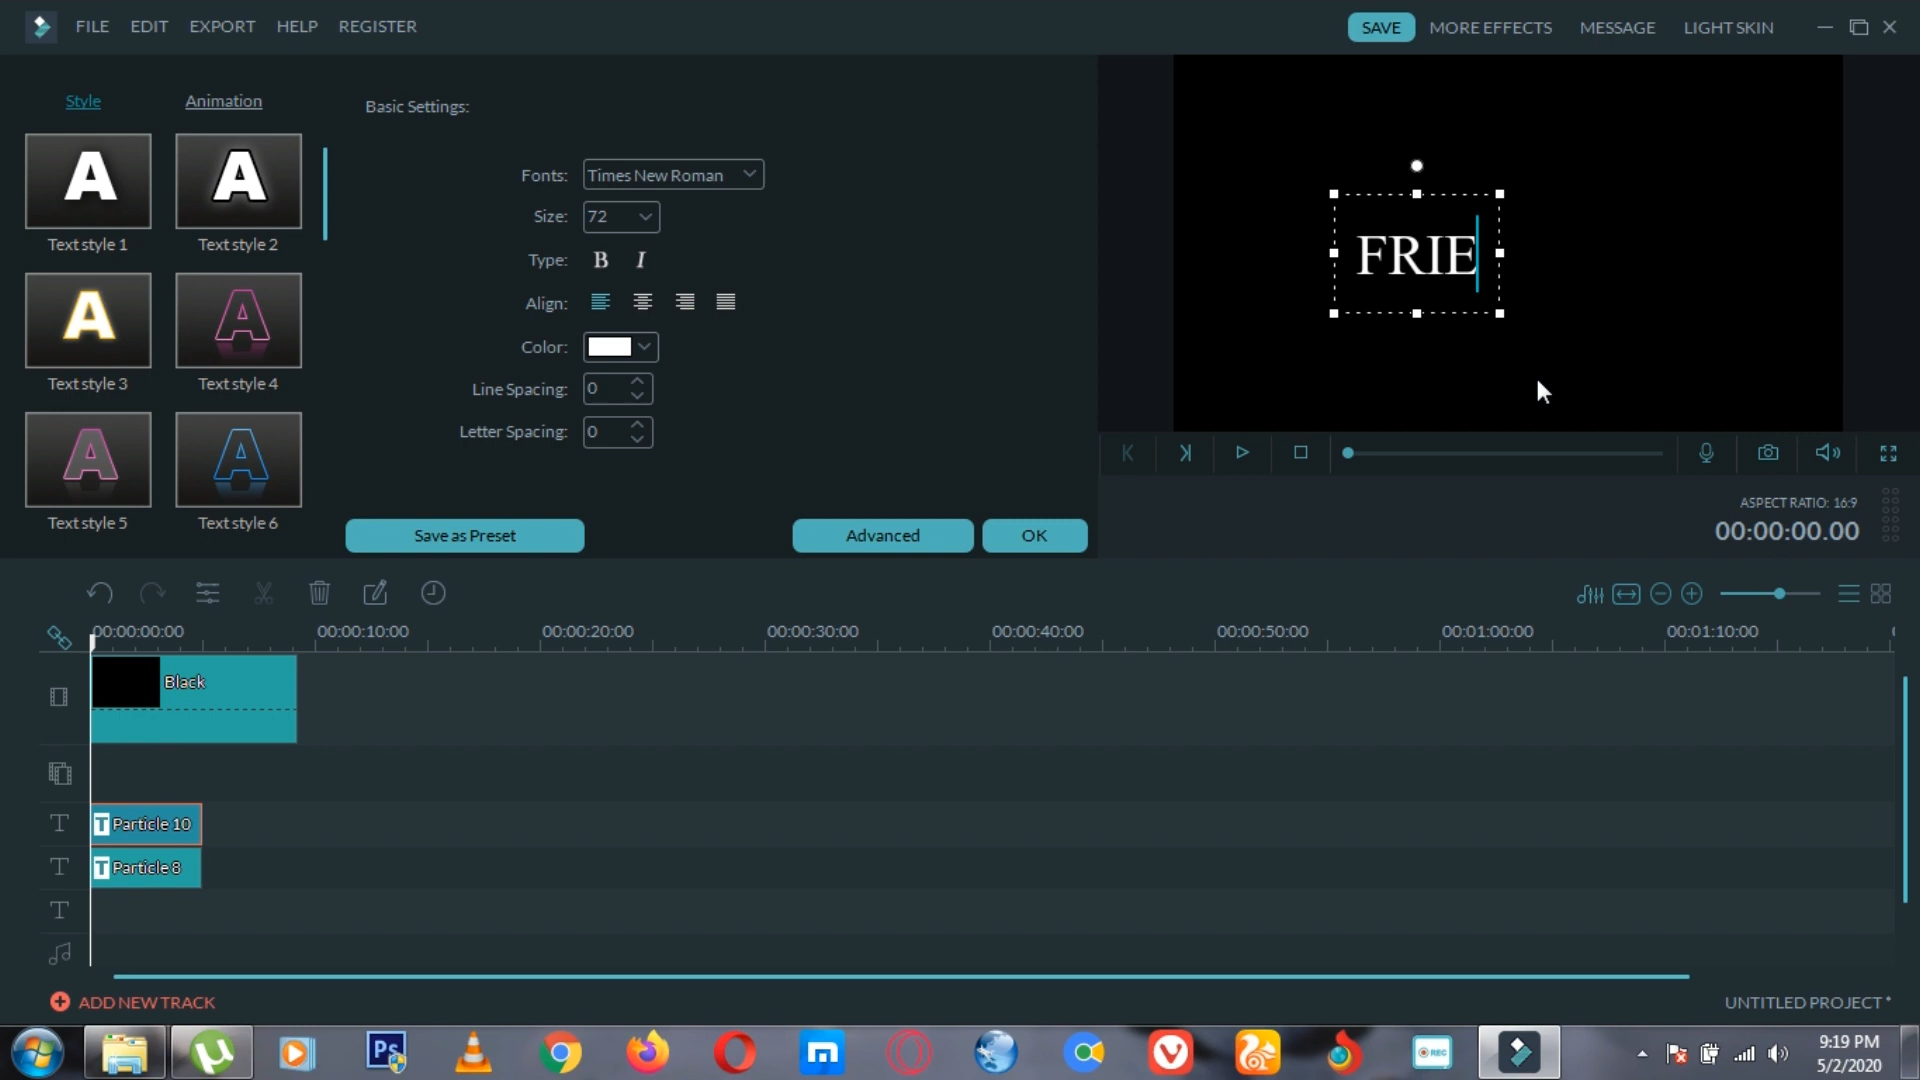 FILE EDIT EXPORT HELP REGISTER
SAVE MORE EFFECTS MESSAGE LIGHT SKIN
Style Animation
Text style 1 Text style 2
Text style 3 Text style 4
Text style 5 Text style 6
Basic Settings:
Fonts: Times New Roman
Size: 72
Type: B I
Align:
Color:
Line Spacing: 0
Letter Spacing: 0
Save as Preset Advanced OK
FRIE
ASPECT RATIO: 16:9
00:00:00.00
00:00:00:00 00:00:10:00 00:00:20:00 00:00:30:00 00:00:40:00 00:00:50:00 00:01:00:00 00:01:10:00
Black
T Particle 10
T Particle 8
ADD NEW TRACK
UNTITLED PROJECT *
Ps
REC
9:19 PM
5/2/2020